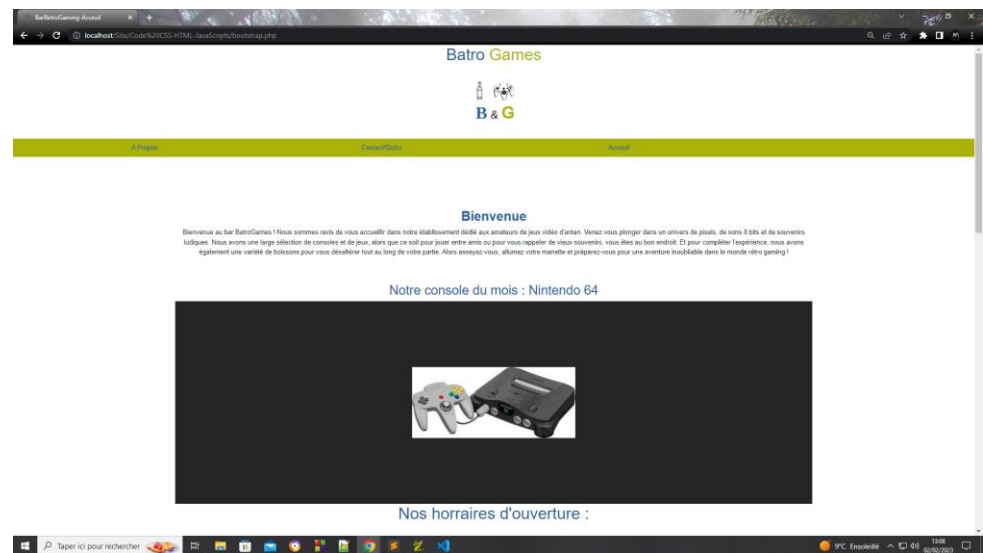 BarRetroGaming-Acceuil
localhost/Site/Code%20CSS-HTML-JavaScripts/bootstrap.php
Batro Games
B & G
A Propos
Contact/Quizz
Acceuil
Bienvenue
Bienvenue au bar BatroGames ! Nous sommes ravis de vous accueillir dans notre établissement dédié aux amateurs de jeux vidéo d'antan. Venez vous plonger dans un univers de pixels, de sons 8 bits et de souvenirs
ludiques. Nous avons une large sélection de consoles et de jeux, alors que ce soit pour jouer entre amis ou pour vous rappeler de vieux souvenirs, vous êtes au bon endroit. Et pour compléter l'expérience, nous avons
également une variété de boissons pour vous désaltérer tout au long de votre partie. Alors asseyez-vous, allumez votre manette et préparez-vous pour une aventure inoubliable dans le monde rétro gaming !
Notre console du mois : Nintendo 64
Nos horraires d'ouverture :
Taper ici pour rechercher
9°C Ensoleillé
13:08
02/02/2023